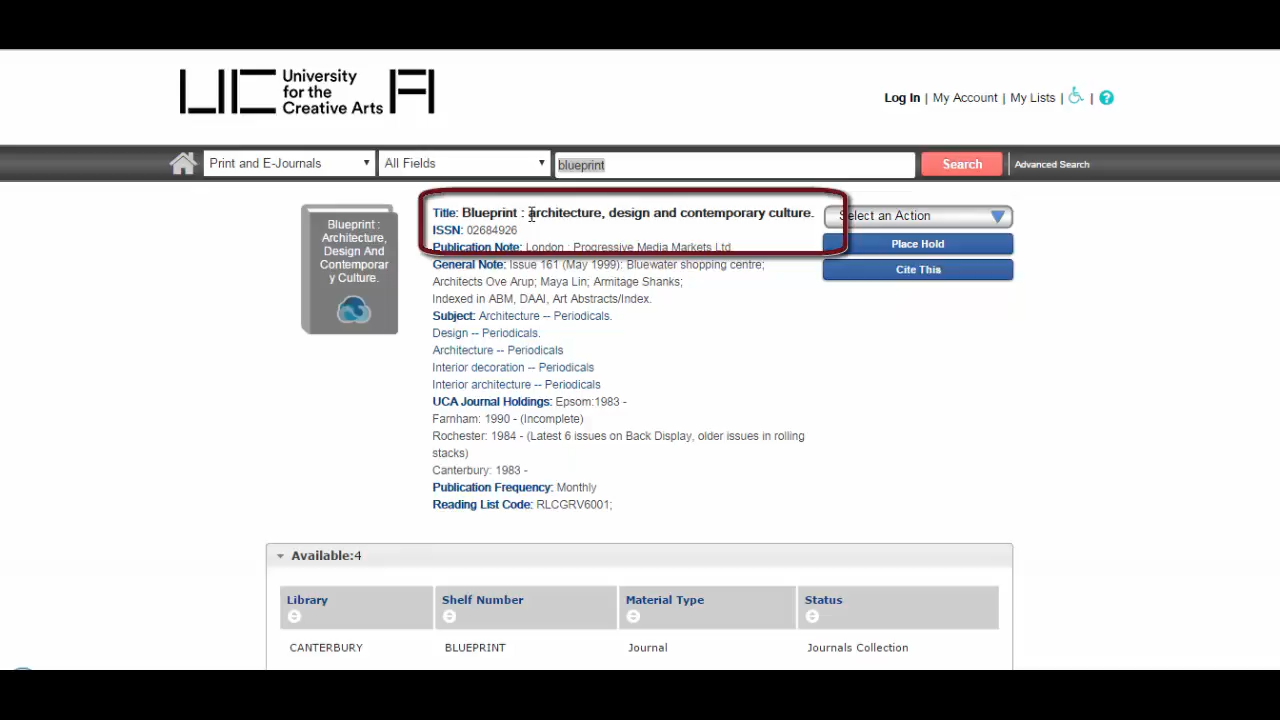 University
for the
Creative Arts
Log In | My Account | My Lists | | ?
Print and E-Journals
All Fields
blueprint
Search
Advanced Search
Blueprint :
Architecture,
Design And
Contemporar
y Culture.
Title: Blueprint : architecture, design and contemporary culture.
ISSN: 02684926
Publication Note: London : Progressive Media Markets Ltd
General Note: Issue 161 (May 1999): Bluewater shopping centre;
Architects Ove Arup; Maya Lin; Armitage Shanks;
Indexed in ABM, DAAI, Art Abstracts/Index.
Subject: Architecture -- Periodicals.
Design -- Periodicals.
Architecture -- Periodicals
Interior decoration -- Periodicals
Interior architecture -- Periodicals
UCA Journal Holdings: Epsom:1983 -
Farnham: 1990 - (Incomplete)
Rochester: 1984 - (Latest 6 issues on Back Display, older issues in rolling
stacks)
Canterbury: 1983 -
Publication Frequency: Monthly
Reading List Code: RLCGRV6001;
Select an Action
Place Hold
Cite This
Available:4
Library Shelf Number Material Type Status
CANTERBURY BLUEPRINT Journal Journals Collection